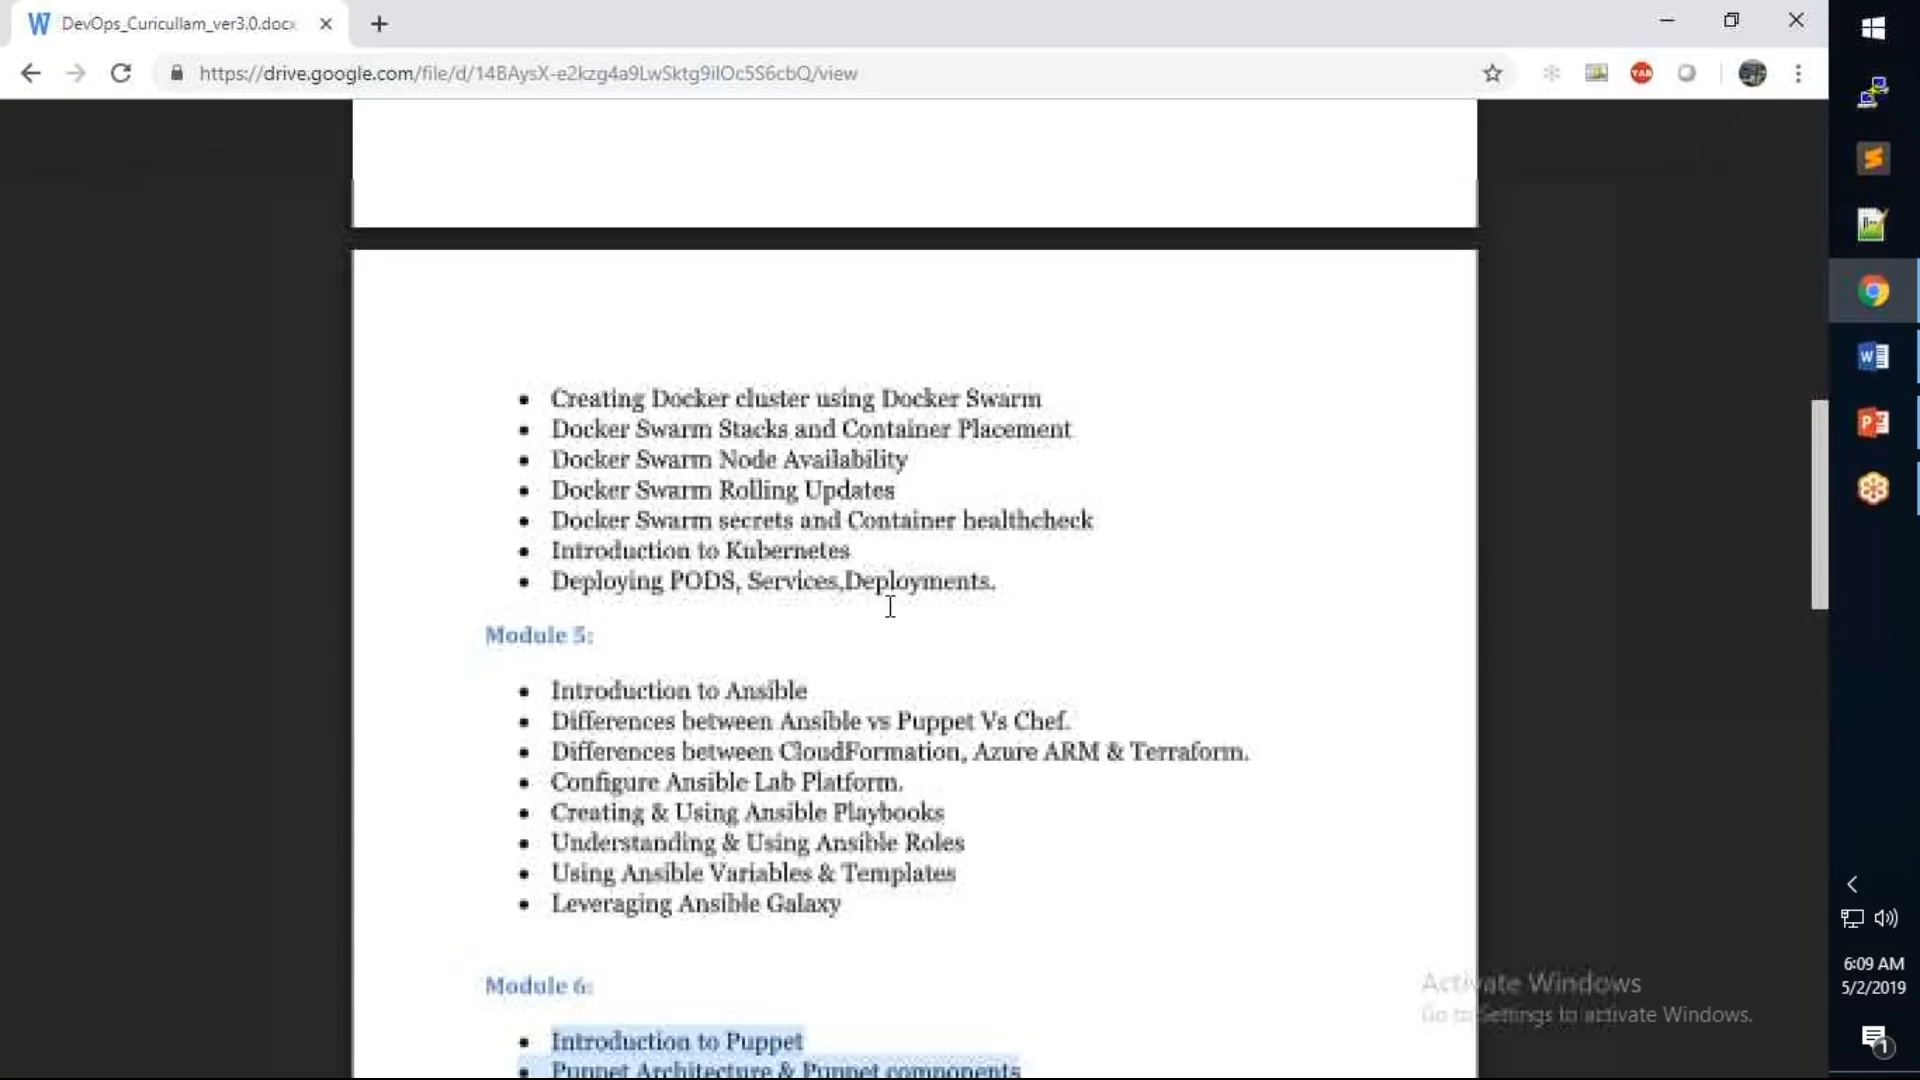 DevOps_Curicullam_ver3.0.docx
https://drive.google.com/file/d/14BAysX-e2kzg4a9LwSktg9ilOc5S6cbQ/view
Creating Docker cluster using Docker Swarm
Docker Swarm Stacks and Container Placement
Docker Swarm Node Availability
Docker Swarm Rolling Updates
Docker Swarm secrets and Container healthcheck
Introduction to Kubernetes
Deploying PODS, Services,Deployments.
Module 5:
Introduction to Ansible
Differences between Ansible vs Puppet Vs Chef.
Differences between CloudFormation, Azure ARM & Terraform.
Configure Ansible Lab Platform.
Creating & Using Ansible Playbooks
Understanding & Using Ansible Roles
Using Ansible Variables & Templates
Leveraging Ansible Galaxy
Module 6:
Introduction to Puppet
Puppet Architecture & Puppet components
Activate Windows
Go to Settings to activate Windows.
6:09 AM
5/2/2019
1